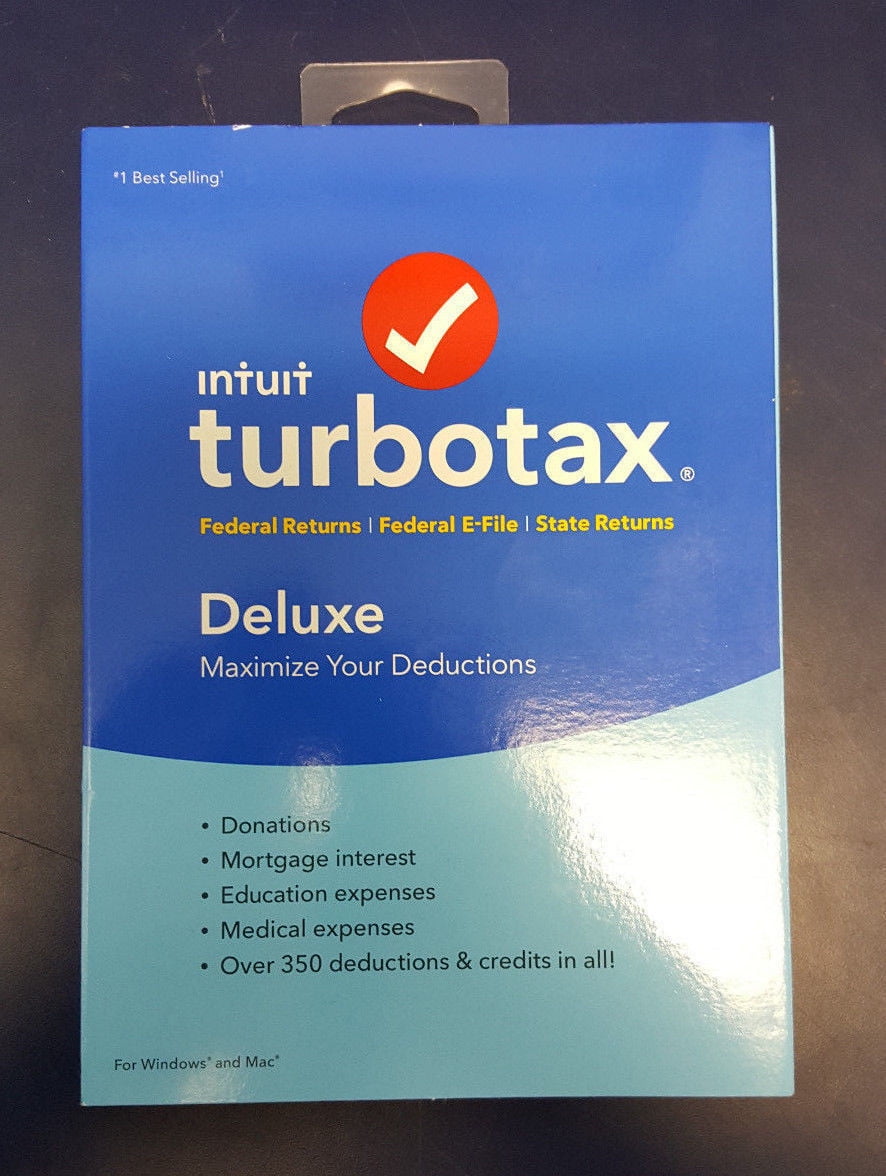 #1 Best Selling¹
ıntuıt
turbotax®
Federal Returns | Federal E-File | State Returns
Deluxe
Maximize Your Deductions
• Donations
• Mortgage interest
• Education expenses
• Medical expenses
• Over 350 deductions & credits in all!
For Windows® and Mac®